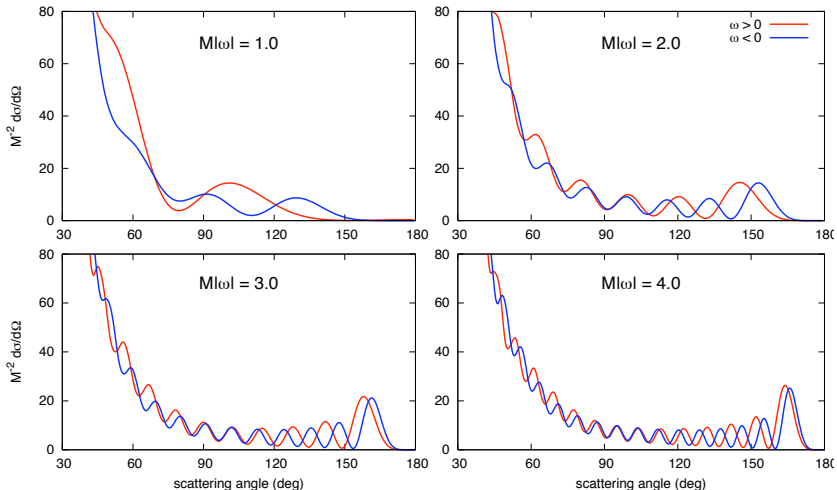 80
60
40
20
0
M⁻² dσ/dΩ
M|ω| = 1.0
30 60 90 120 150 180
80
60
40
20
0
M|ω| = 2.0
ω > 0
ω < 0
30 60 90 120 150 180
80
60
40
20
0
M⁻² dσ/dΩ
M|ω| = 3.0
30 60 90 120 150 180
scattering angle (deg)
80
60
40
20
0
M|ω| = 4.0
30 60 90 120 150 180
scattering angle (deg)